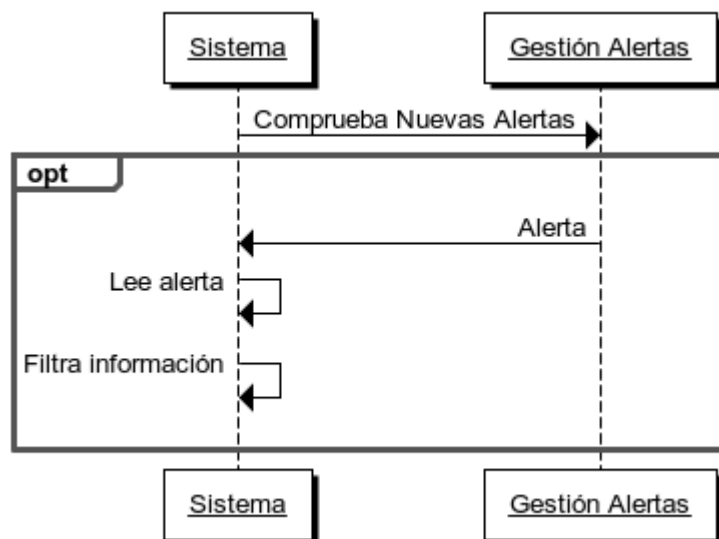 Sistema
Gestión Alertas
Comprueba Nuevas Alertas
opt
Alerta
Lee alerta
Filtra información
Sistema
Gestión Alertas